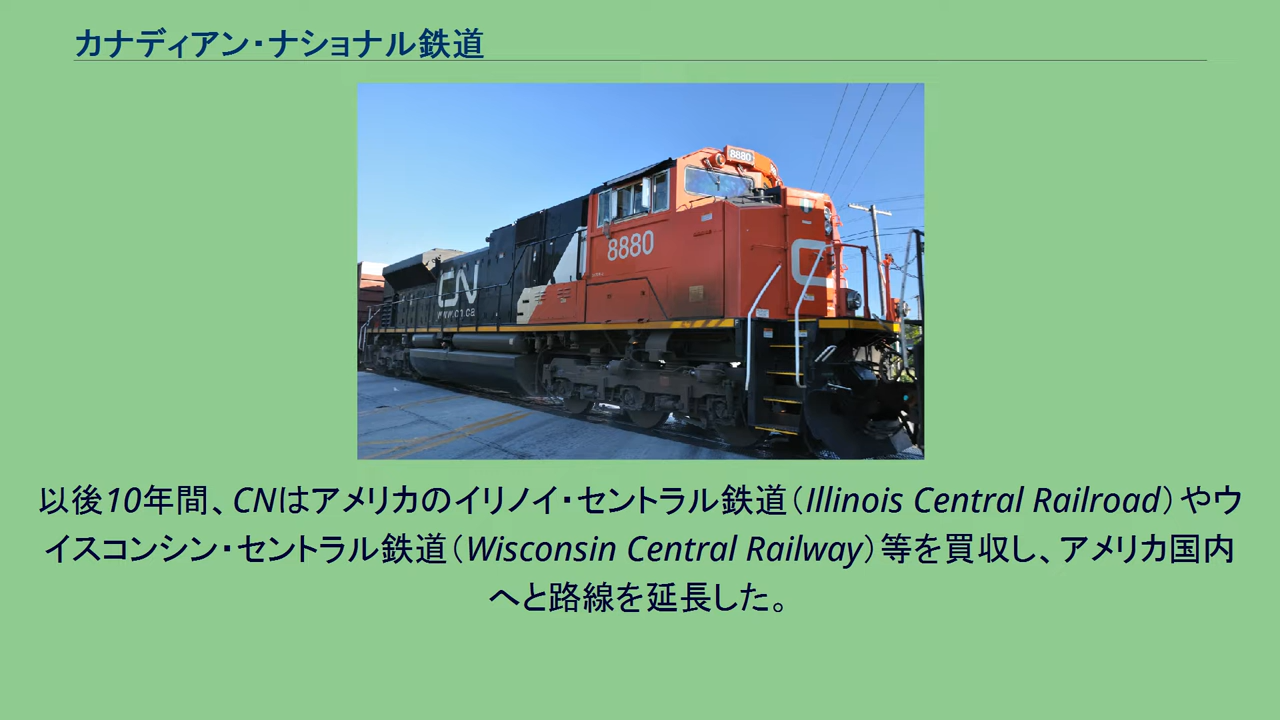 カナディアン・ナショナル鉄道
8880
8880
CN
www.cn.ca
C
以後10年間、CNはアメリカのイリノイ・セントラル鉄道（Illinois Central Railroad）やウ
イスコンシン・セントラル鉄道（Wisconsin Central Railway）等を買収し、アメリカ国内
へと路線を延長した。